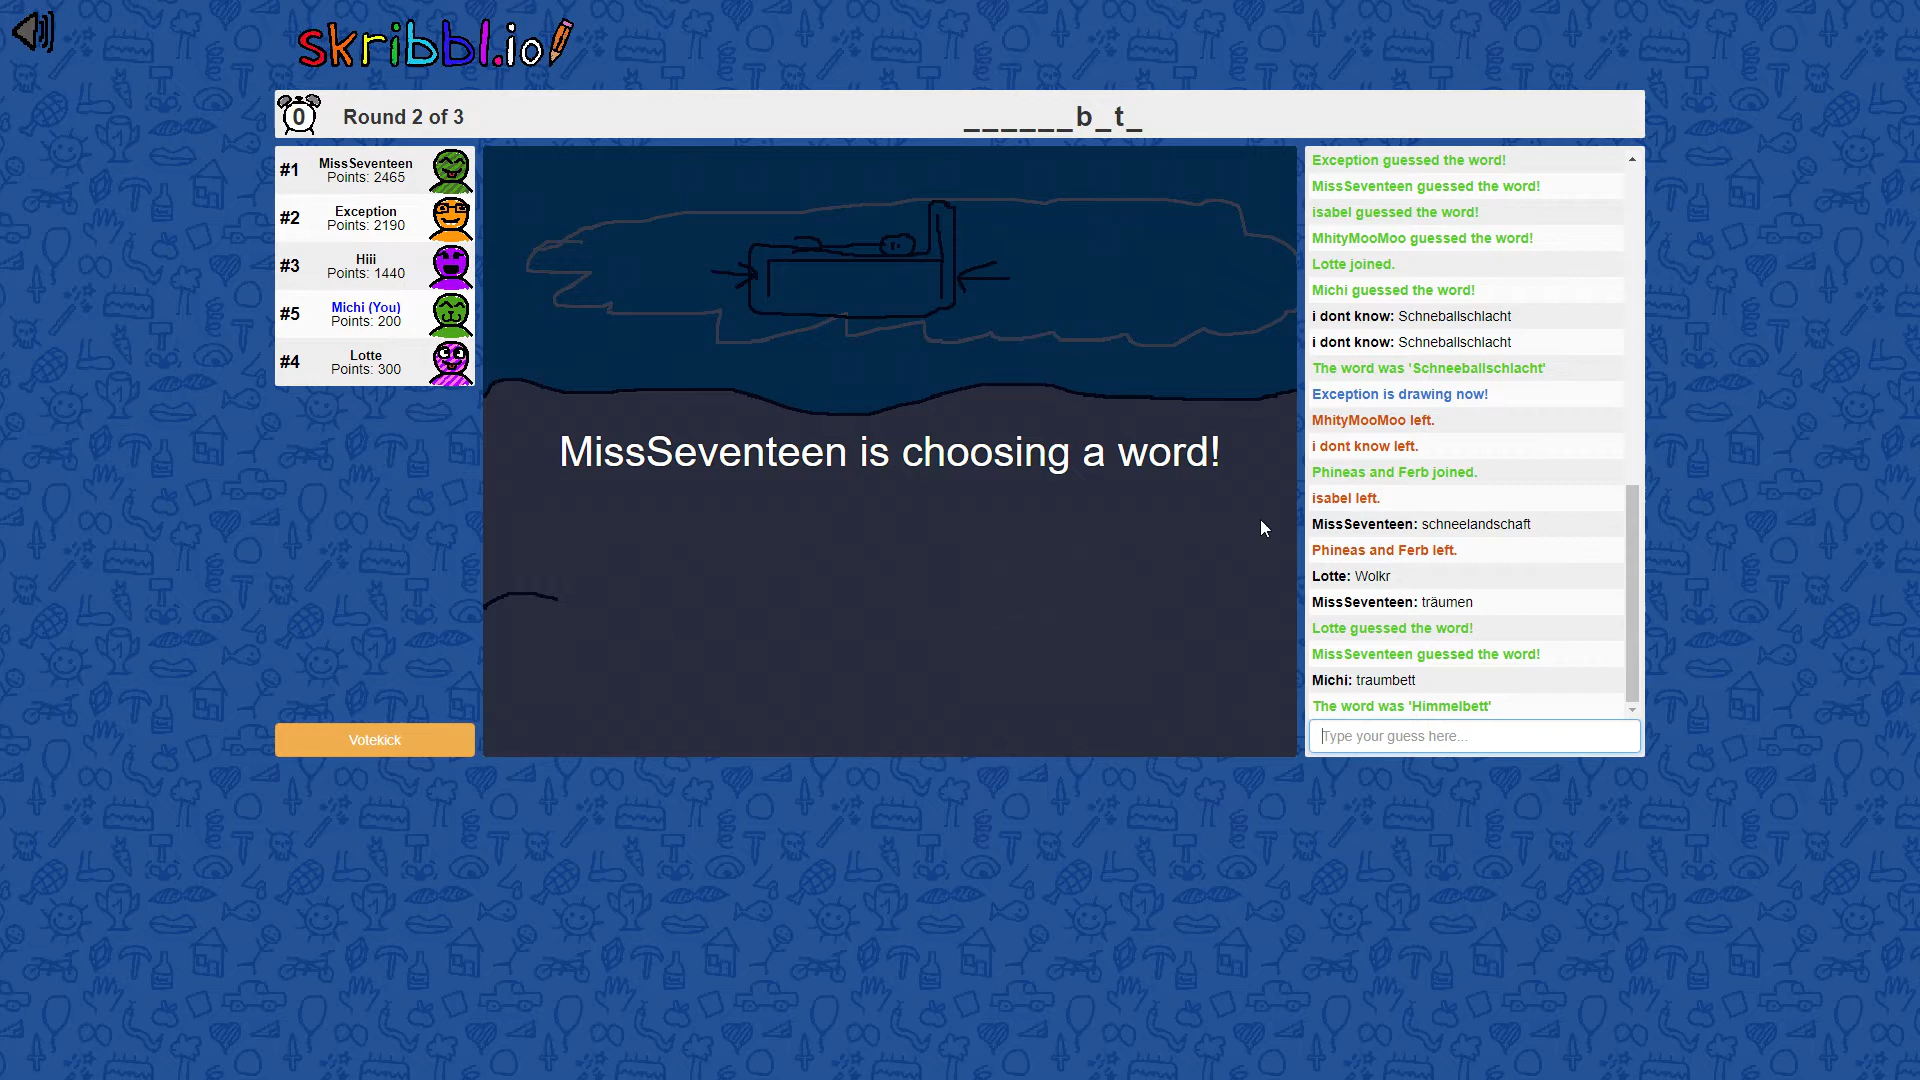 skribbl.io
0
Round 2 of 3
______b_t_
#1
MissSeventeen
Points: 2465
#2
Exception
Points: 2190
#3
Hiii
Points: 1440
#5
Michi (You)
Points: 200
#4
Lotte
Points: 300
Votekick
MissSeventeen is choosing a word!
Exception guessed the word!
MissSeventeen guessed the word!
isabel guessed the word!
MhityMooMoo guessed the word!
Lotte joined.
Michi guessed the word!
i dont know: Schneballschlacht
i dont know: Schneballschlacht
The word was 'Schneeballschlacht'
Exception is drawing now!
MhityMooMoo left.
i dont know left.
Phineas and Ferb joined.
isabel left.
MissSeventeen: schneelandschaft
Phineas and Ferb left.
Lotte: Wolkr
MissSeventeen: träumen
Lotte guessed the word!
MissSeventeen guessed the word!
Michi: traumbett
The word was 'Himmelbett'
Type your guess here...